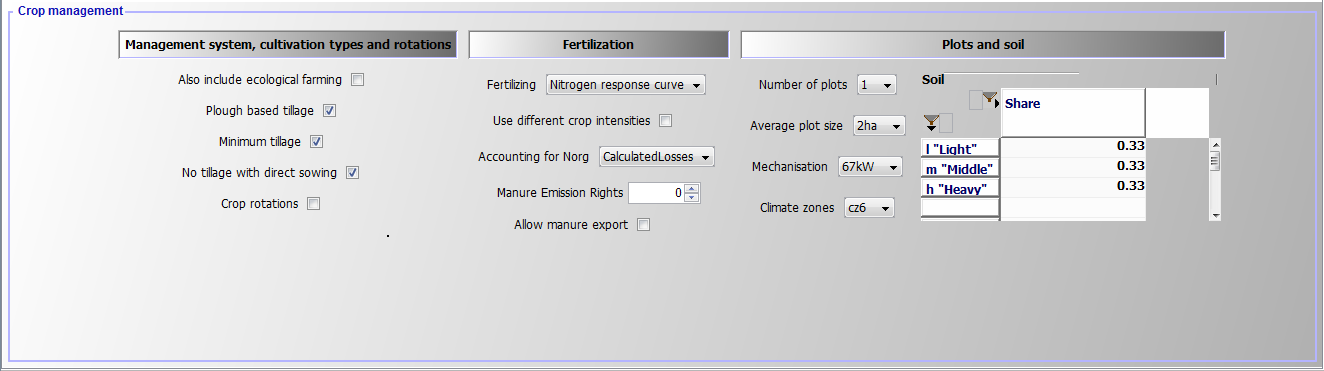 Crop management
Management system, cultivation types and rotations
Also include ecological farming
Plough based tillage
Minimum tillage
No tillage with direct sowing
Crop rotations
Fertilization
Fertilizing Nitrogen response curve
Use different crop intensities
Accounting for Norg CalculatedLosses
Manure Emission Rights 0
Allow manure export
Plots and soil
Number of plots 1
Average plot size 2ha
Mechanisation 67kW
Climate zones cz6
Soil
Share
l "Light" 0.33
m "Middle" 0.33
h "Heavy" 0.33